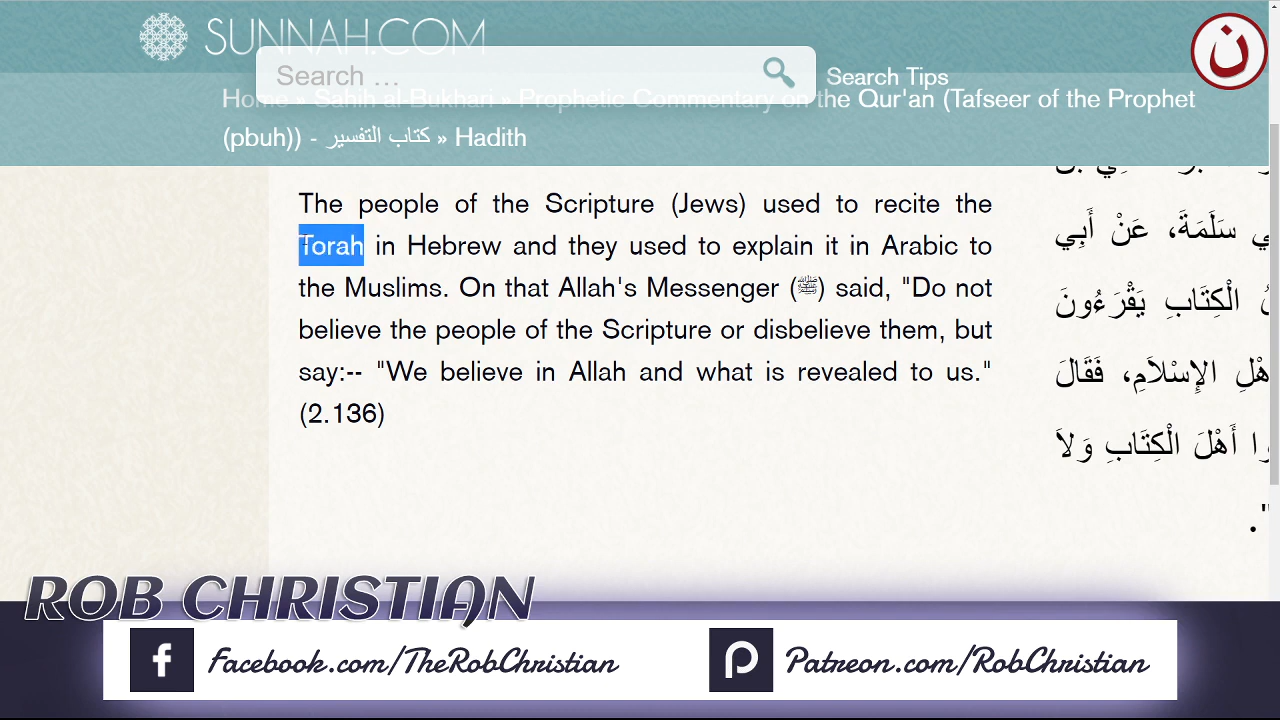 SUNNAH.COM
ن
Search ...
Search Tips
Home » Sahih al-Bukhari » Prophetic Commentary on the Qur'an (Tafseer of the Prophet
(pbuh)) - كتاب التفسير » Hadith
The people of the Scripture (Jews) used to recite the
Torah in Hebrew and they used to explain it in Arabic to
the Muslims. On that Allah's Messenger (ﷺ) said, "Do not
believe the people of the Scripture or disbelieve them, but
say:-- "We believe in Allah and what is revealed to us."
(2.136)
سَلَمَةَ، عَنْ أَبِي
الْكِتَابِ يَقْرَءُونَ
الإِسْلاَمِ، فَقَالَ
أَهْلَ الْكِتَابِ وَلاَ
".
ROB CHRISTIAN
Facebook.com/TheRobChristian
Patreon.com/RobChristian